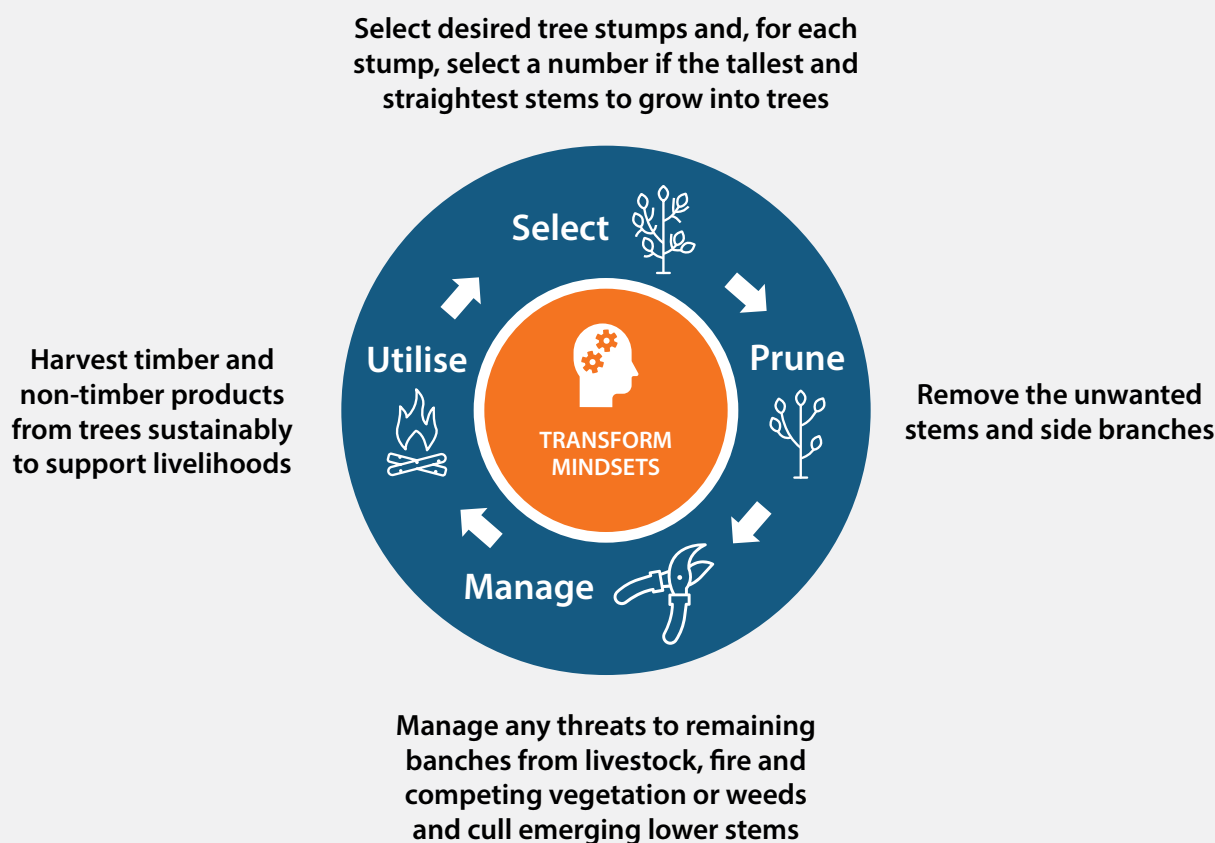 Select desired tree stumps and, for each
stump, select a number if the tallest and
straightest stems to grow into trees
Select
Prune
Remove the unwanted
stems and side branches
Manage
Manage any threats to remaining
banches from livestock, fire and
competing vegetation or weeds
and cull emerging lower stems
Utilise
Harvest timber and
non-timber products
from trees sustainably
to support livelihoods
TRANSFORM
MINDSETS